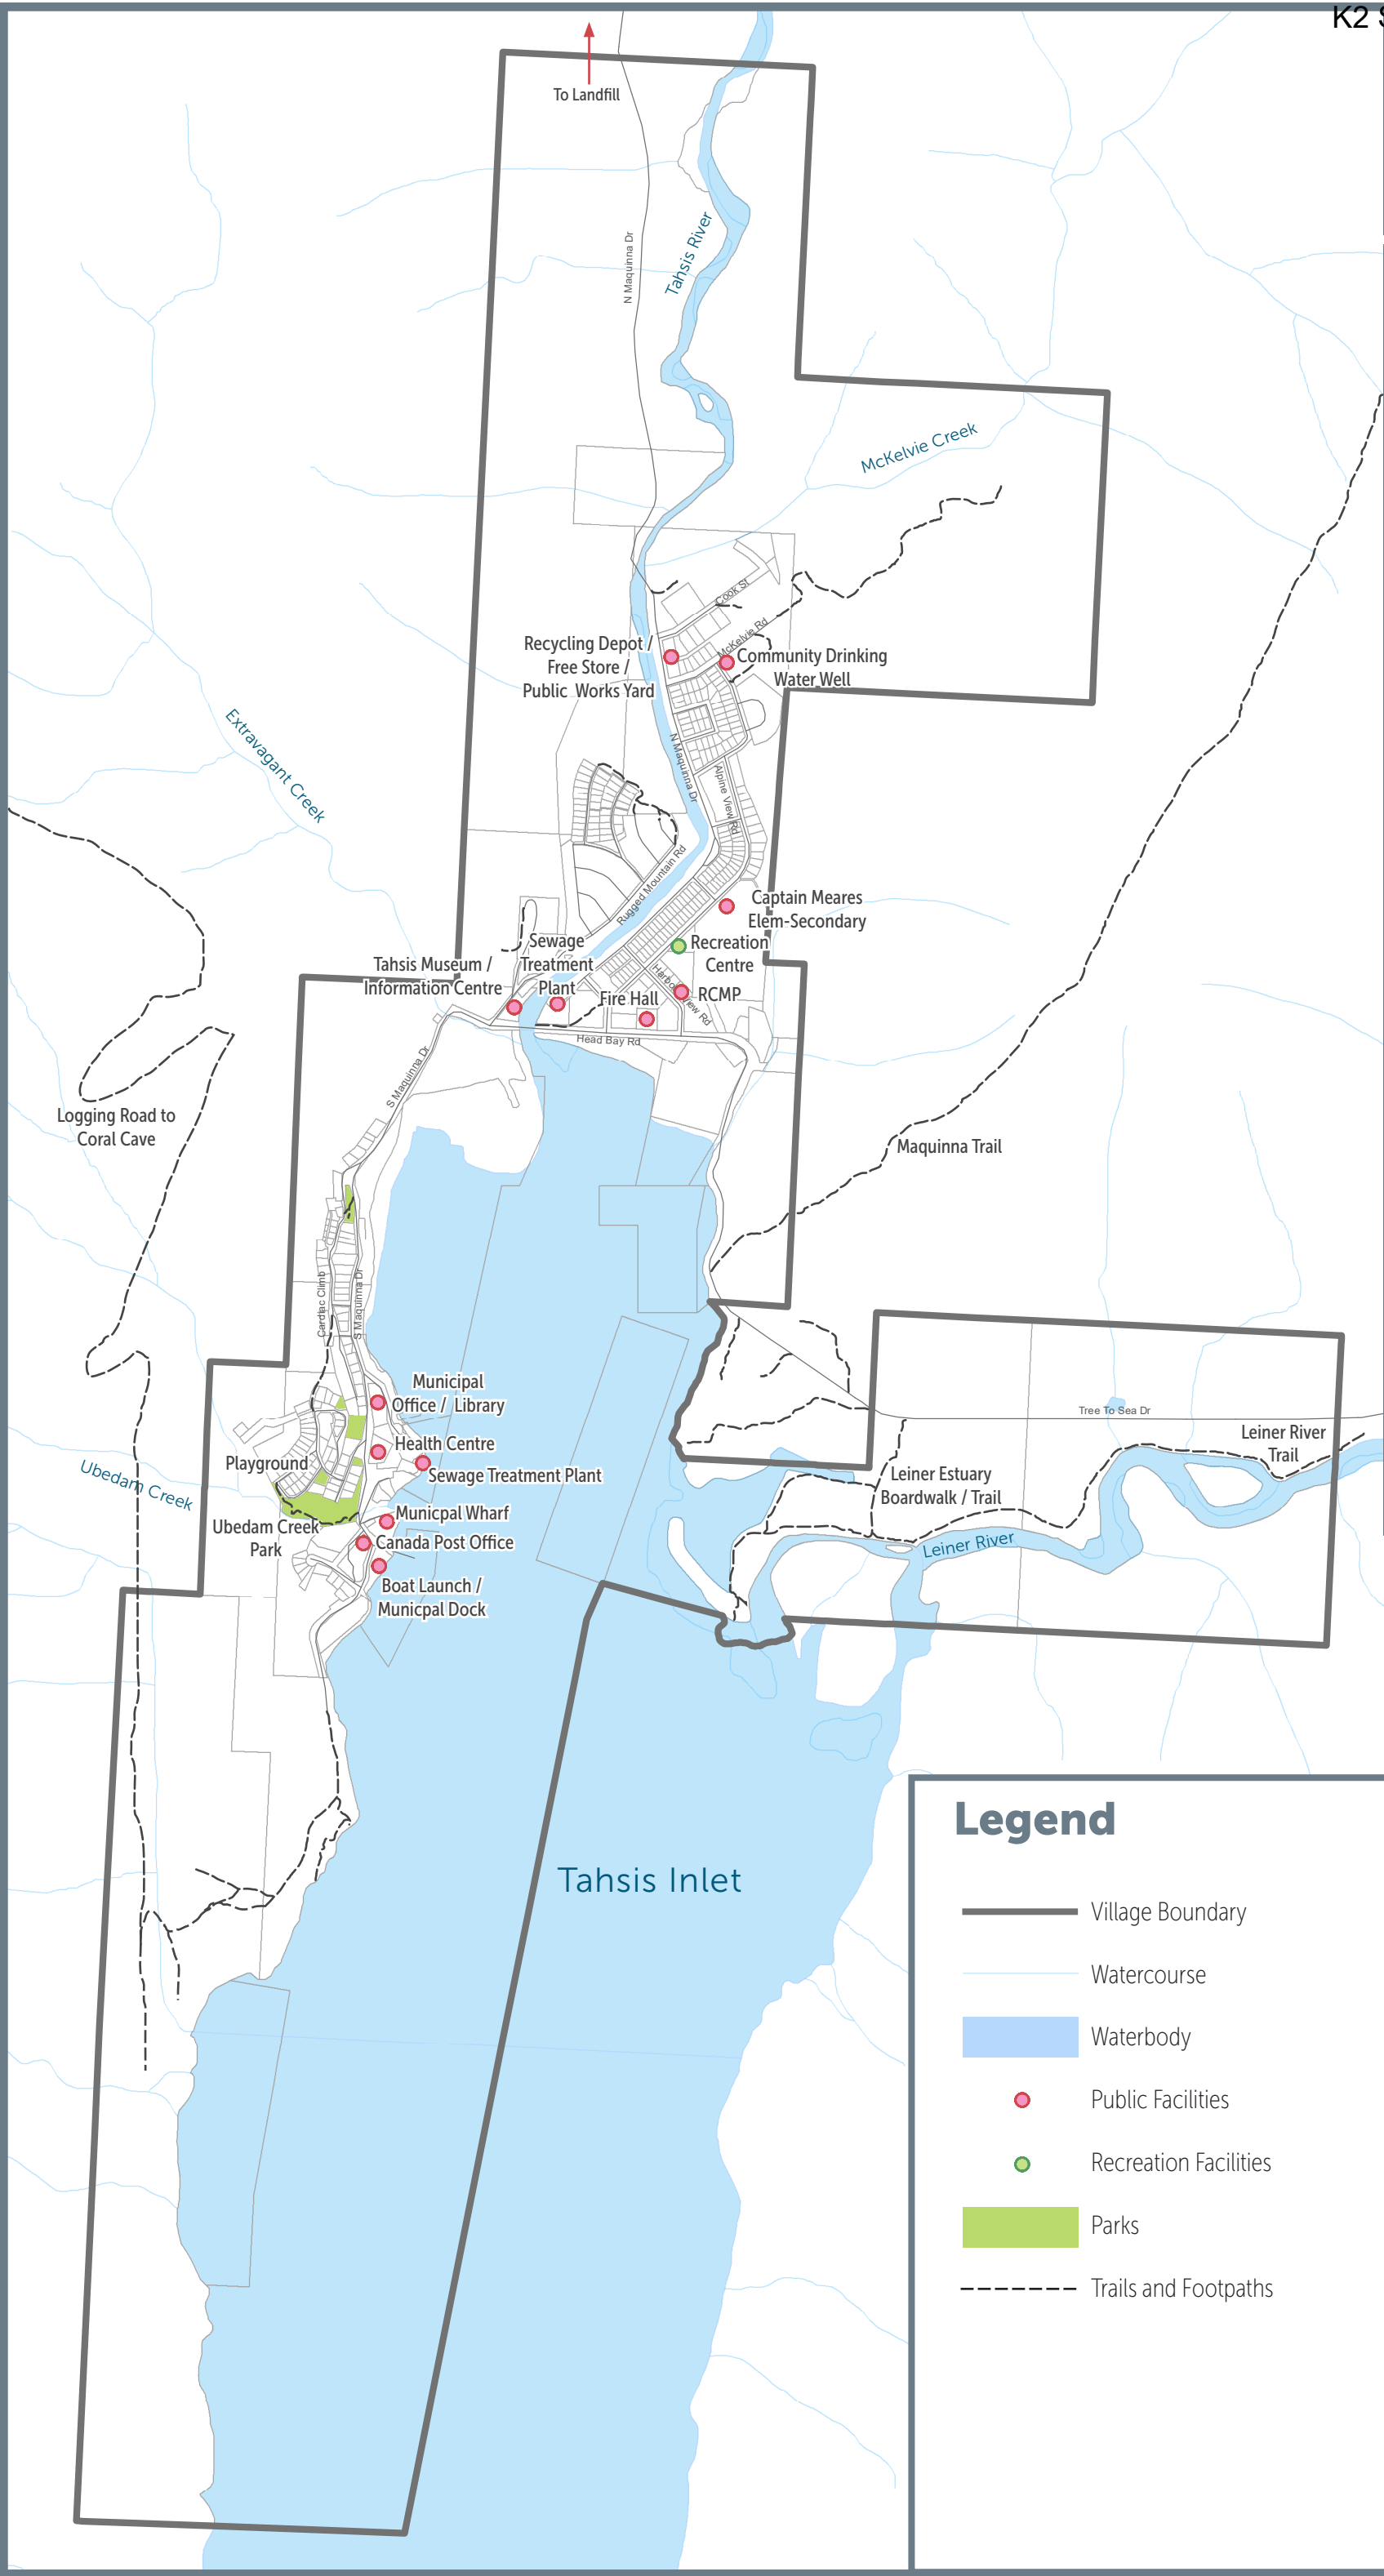 K2 S
To Landfill
N Maquinna Dr
Tahsis River
McKelvie Creek
Cook St
McKelvie Rd
Recycling Depot /
Free Store /
Public Works Yard
Community Drinking
Water Well
Extravagant Creek
N Maquinna Dr
Alpine View Rd
Rugged Mountain Rd
Captain Meares
Elem-Secondary
Recreation
Centre
Sewage
Treatment
Plant
Tahsis Museum /
Information Centre
Fire Hall
RCMP
Harbour View Rd
Head Bay Rd
S Maquinna Dr
Logging Road to
Coral Cave
Maquinna Trail
Cardiac Climb
S Maquinna Dr
Municipal
Office / Library
Tree To Sea Dr
Leiner River
Trail
Health Centre
Playground
Sewage Treatment Plant
Leiner Estuary
Boardwalk / Trail
Ubedam Creek
Municpal Wharf
Ubedam Creek
Park
Canada Post Office
Leiner River
Boat Launch /
Municpal Dock
Tahsis Inlet
Legend
Village Boundary
Watercourse
Waterbody
Public Facilities
Recreation Facilities
Parks
Trails and Footpaths